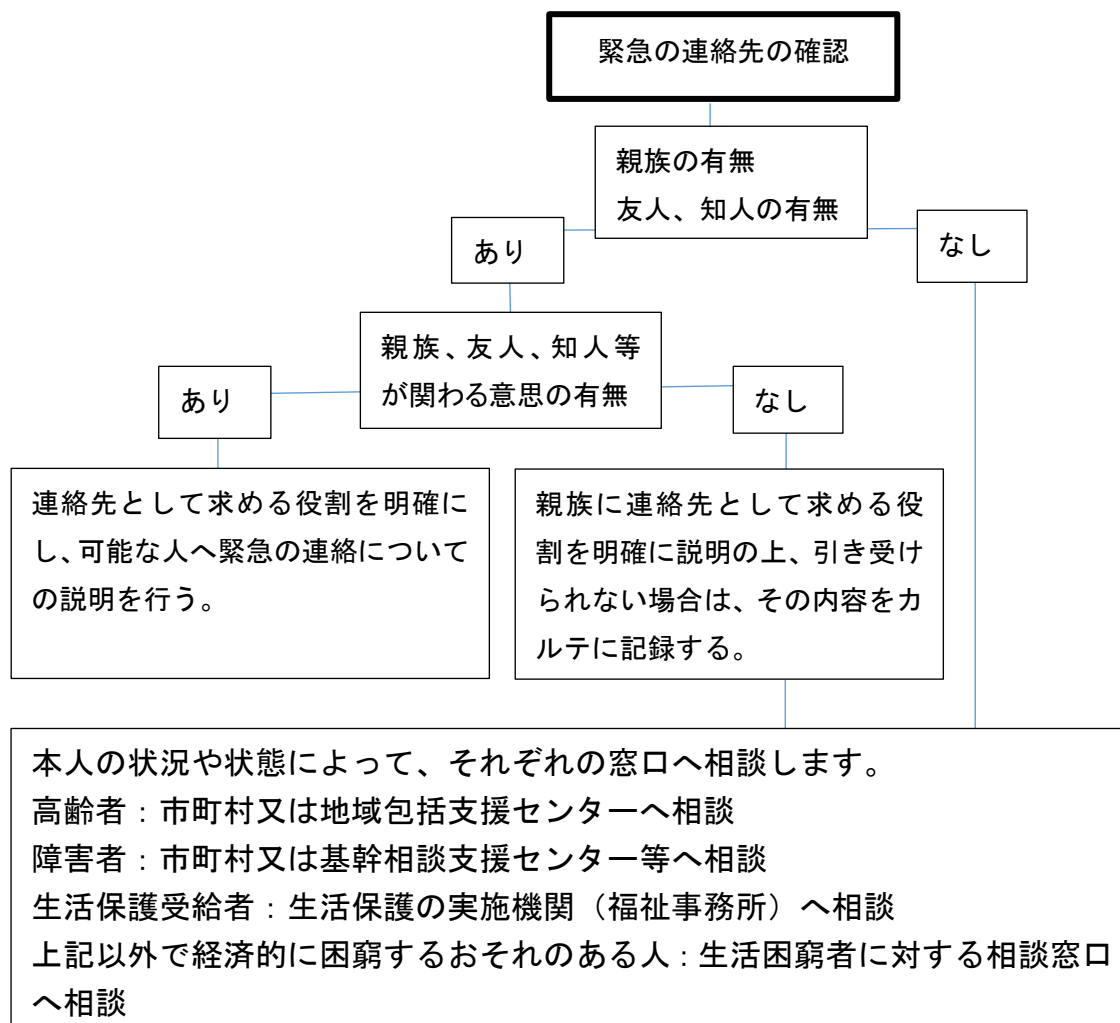 緊急の連絡先の確認
親族の有無
友人、知人の有無
あり
なし
親族、友人、知人等
が関わる意思の有無
あり
なし
連絡先として求める役割を明確に
し、可能な人へ緊急の連絡について
の説明を行う。
親族に連絡先として求める役
割を明確に説明の上、引き受け
られない場合は、その内容をカ
ルテに記録する。
本人の状況や状態によって、それぞれの窓口へ相談します。
高齢者：市町村又は地域包括支援センターへ相談
障害者：市町村又は基幹相談支援センター等へ相談
生活保護受給者：生活保護の実施機関（福祉事務所）へ相談
上記以外で経済的に困窮するおそれのある人：生活困窮者に対する相談窓口
へ相談